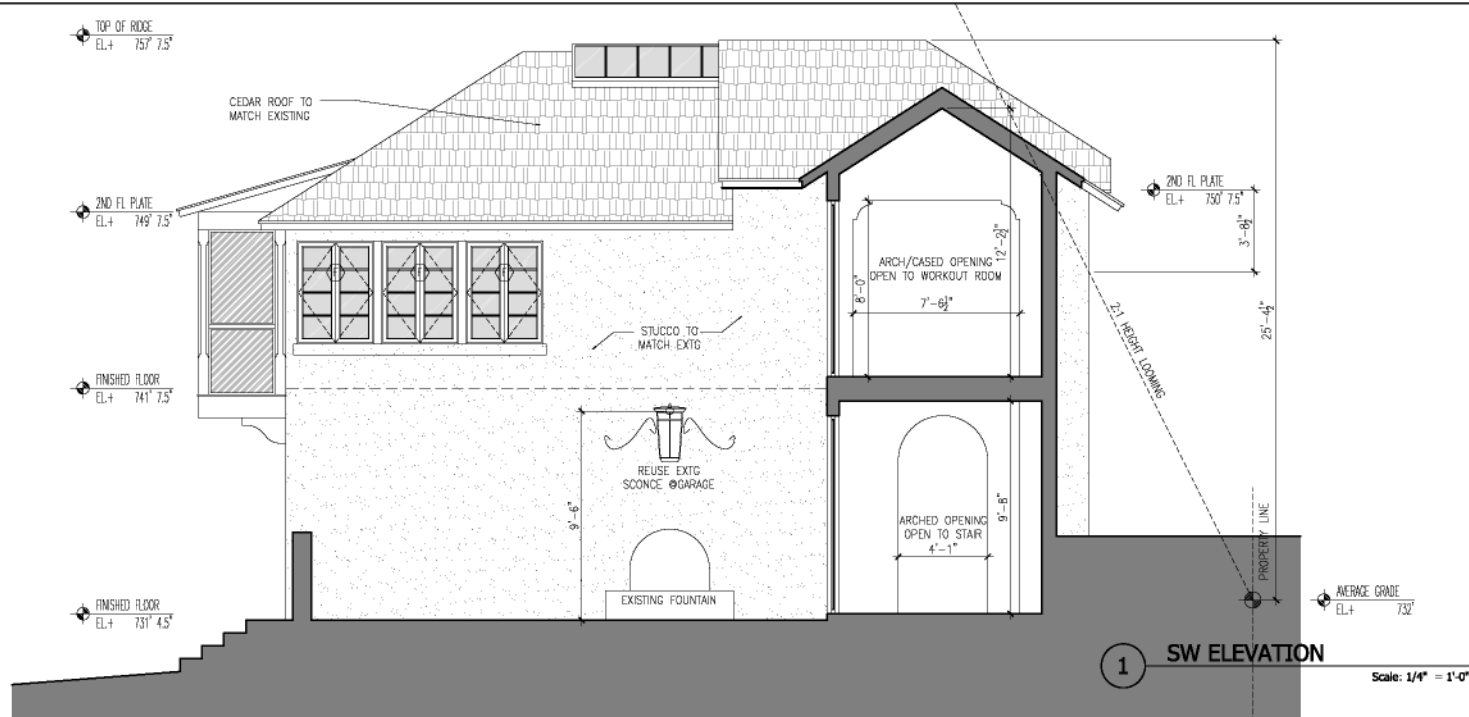 TOP OF RIDGE
EL.+ 757' 7.5"
CEDAR ROOF TO
MATCH EXISTING
2ND FL PLATE
EL.+ 749' 7.5"
2ND FL PLATE
EL.+ 750' 7.5"
3'-8½"
12'-2½"
ARCH/CASED OPENING
OPEN TO WORKOUT ROOM
8'-0"
7'-6½"
25'-4½"
STUCCO TO
MATCH EXTG
2:1 HEIGHT LOOMING
FINISHED FLOOR
EL.+ 741' 7.5"
REUSE EXTG
SCONCE @GARAGE
9'-6"
9'-8"
ARCHED OPENING
OPEN TO STAIR
4'-1"
PROPERTY LINE
EXISTING FOUNTAIN
FINISHED FLOOR
EL.+ 731' 4.5"
AVERAGE GRADE
EL.+ 732'
1 SW ELEVATION
Scale: 1/4" = 1'-0"